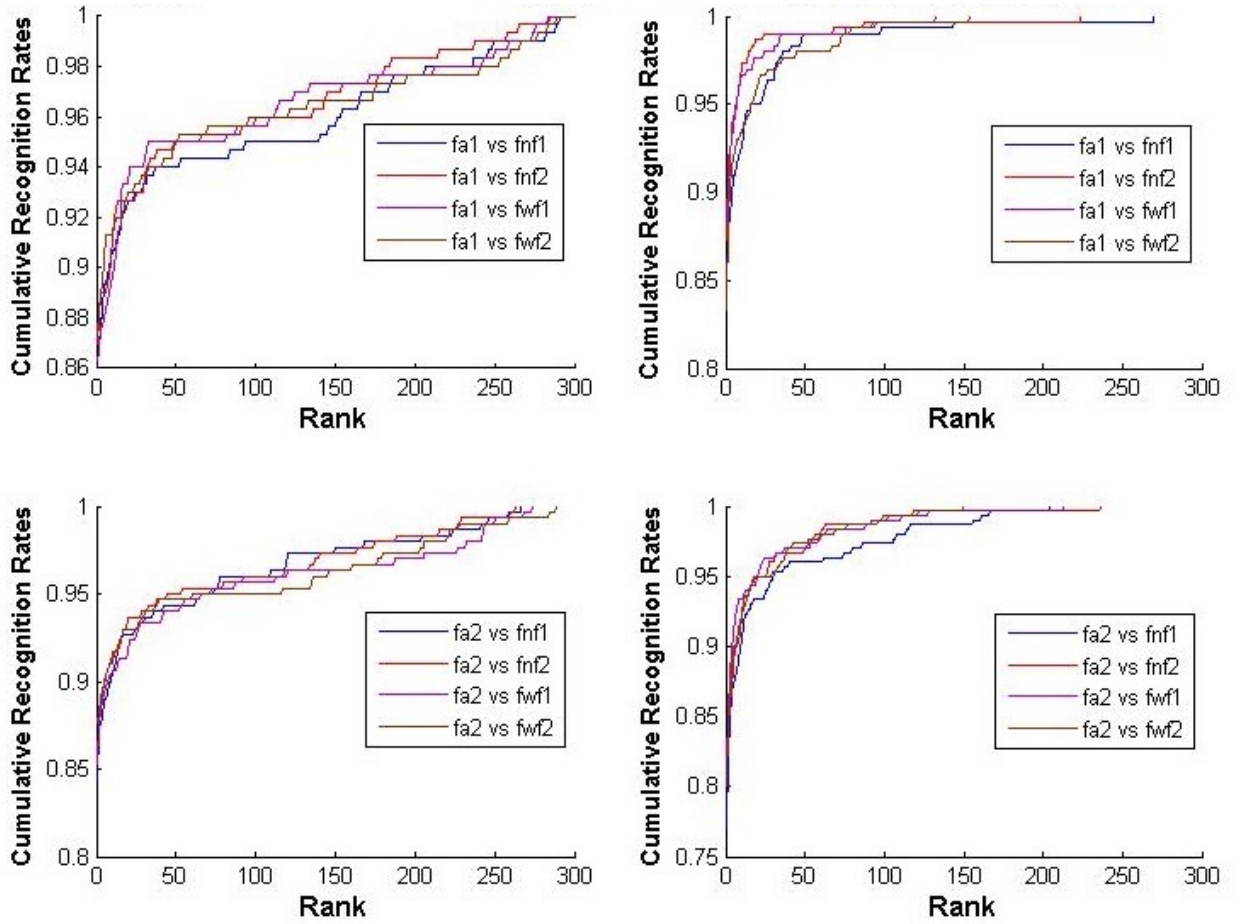 Cumulative Recognition Rates
1
0.98
0.96
0.94
0.92
0.9
0.88
0.86
0 50 100 150 200 250 300
Rank
fa1 vs fnf1
fa1 vs fnf2
fa1 vs fwf1
fa1 vs fwf2
Cumulative Recognition Rates
1
0.95
0.9
0.85
0.8
0 50 100 150 200 250 300
Rank
fa1 vs fnf1
fa1 vs fnf2
fa1 vs fwf1
fa1 vs fwf2
Cumulative Recognition Rates
1
0.95
0.9
0.85
0.8
0 50 100 150 200 250 300
Rank
fa2 vs fnf1
fa2 vs fnf2
fa2 vs fwf1
fa2 vs fwf2
Cumulative Recognition Rates
1
0.95
0.9
0.85
0.8
0.75
0 50 100 150 200 250 300
Rank
fa2 vs fnf1
fa2 vs fnf2
fa2 vs fwf1
fa2 vs fwf2